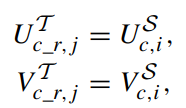 $U^{\mathcal{T}}_{c\_r,j} = U^{\mathcal{S}}_{c,i},$
$V^{\mathcal{T}}_{c\_r,j} = V^{\mathcal{S}}_{c,i},$